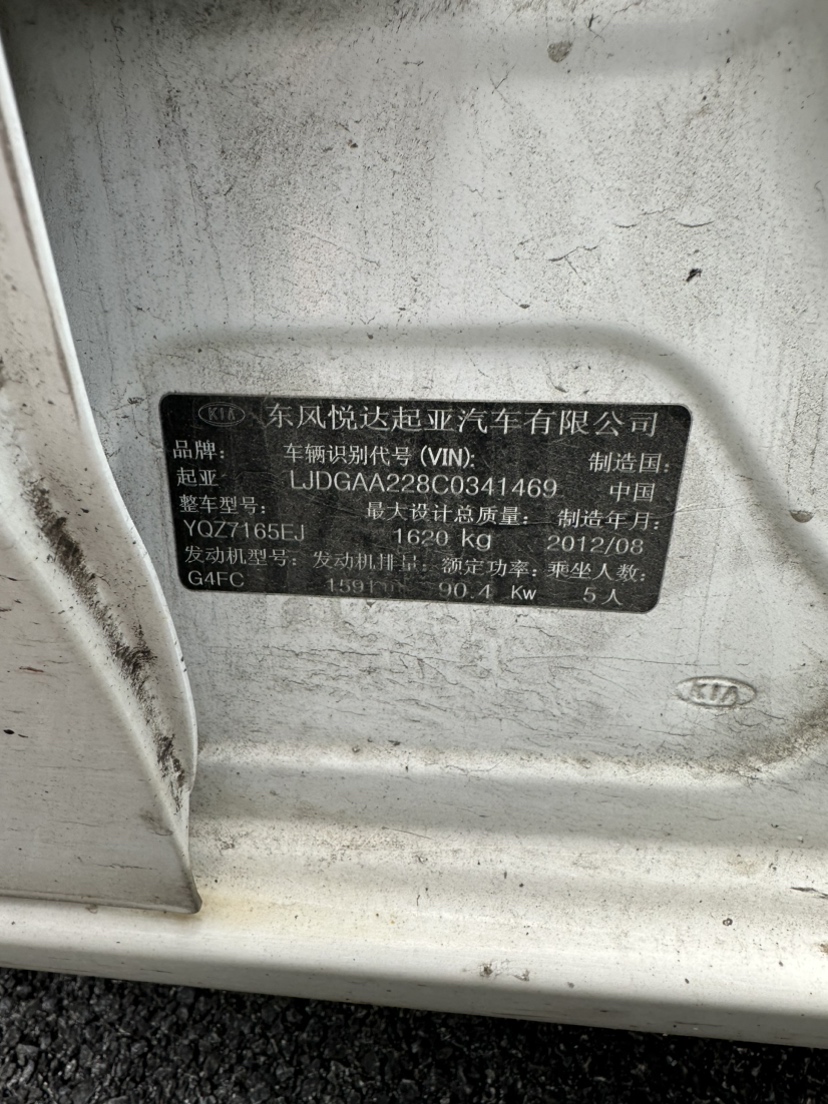 KIA 东风悦达起亚汽车有限公司
品牌: 车辆识别代号(VIN): 制造国:
起亚 LJDGAA228C0341469 中国
整车型号: 最大设计总质量: 制造年月:
YQZ7165EJ 1620 kg 2012/08
发动机型号: 发动机排量: 额定功率: 乘坐人数:
G4FC 90.4 Kw 5人
KIA